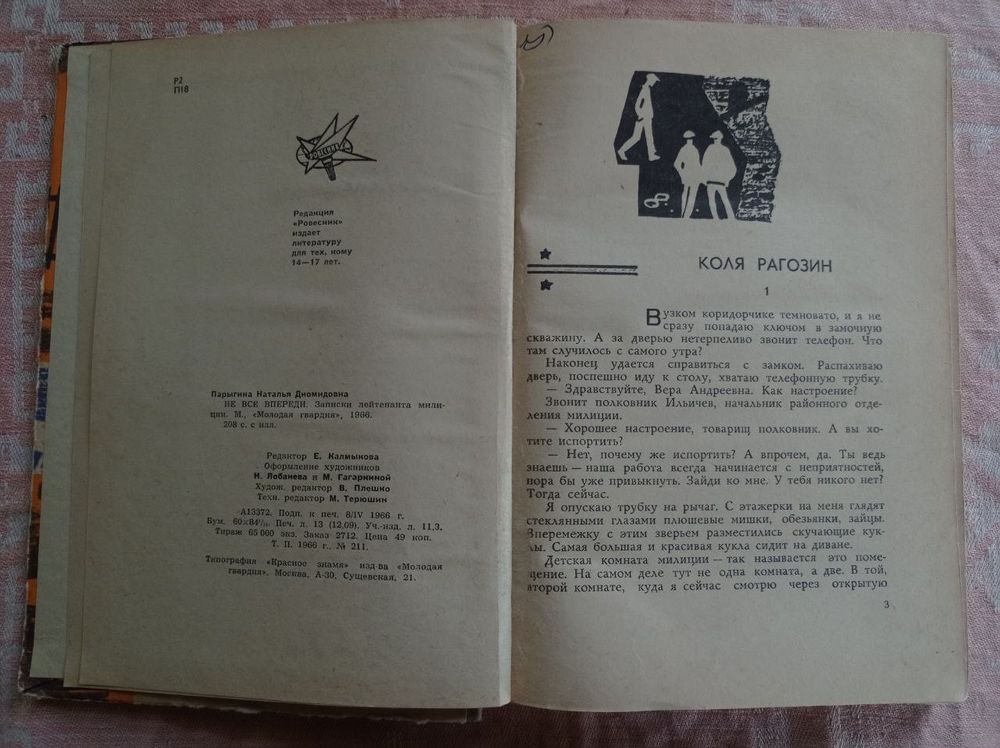 Р2
П18
Редакция
«Ровесник»
издает
литературу
для тех, кому
14—17 лет.
Парыгина Наталья Диомидовна
НЕ ВСЕ ВПЕРЕДИ. Записки лейтенанта мили-
ции. М., «Молодая гвардия», 1966.
208 с. с илл.
Редактор Е. Калмыкова
Оформление художников
Н. Лобанева и М. Гагариной
Худож. редактор В. Плешко
Техн. редактор М. Терюшин
А13372. Подп. к печ. 8/IV 1966 г.
Бум. 60×84¹/₁₆. Печ. л. 13 (12,09). Уч.-изд. л. 11,3.
Тираж 65 000 экз. Заказ 2712. Цена 49 коп.
Т. П. 1966 г., № 211.
Типография «Красное знамя» изд-ва «Молодая
гвардия». Москва, А-30, Сущевская, 21.
КОЛЯ РАГОЗИН
1
В узком коридорчике темновато, и я не
сразу попадаю ключом в замочную
скважину. А за дверью нетерпеливо звонит телефон. Что
там случилось с самого утра?
Наконец удается справиться с замком. Распахиваю
дверь, поспешно иду к столу, хватаю телефонную трубку.
— Здравствуйте, Вера Андреевна. Как настроение?
Звонит полковник Ильичев, начальник районного отде-
ления милиции.
— Хорошее настроение, товарищ полковник. А вы хо-
тите испортить?
— Нет, почему же испортить? А впрочем, да. Ты ведь
знаешь — наша работа всегда начинается с неприятностей,
пора бы уже привыкнуть. Зайди ко мне. У тебя никого нет?
Тогда сейчас.
Я опускаю трубку на рычаг. С этажерки на меня глядят
стеклянными глазами плюшевые мишки, обезьянки, зайцы.
Вперемежку с этим зверьем разместились скучающие кук-
лы. Самая большая и красивая кукла сидит на диване.
Детская комната милиции — так называется это поме-
щение. На самом деле тут не одна комната, а две. В той,
второй комнате, куда я сейчас смотрю через открытую
3